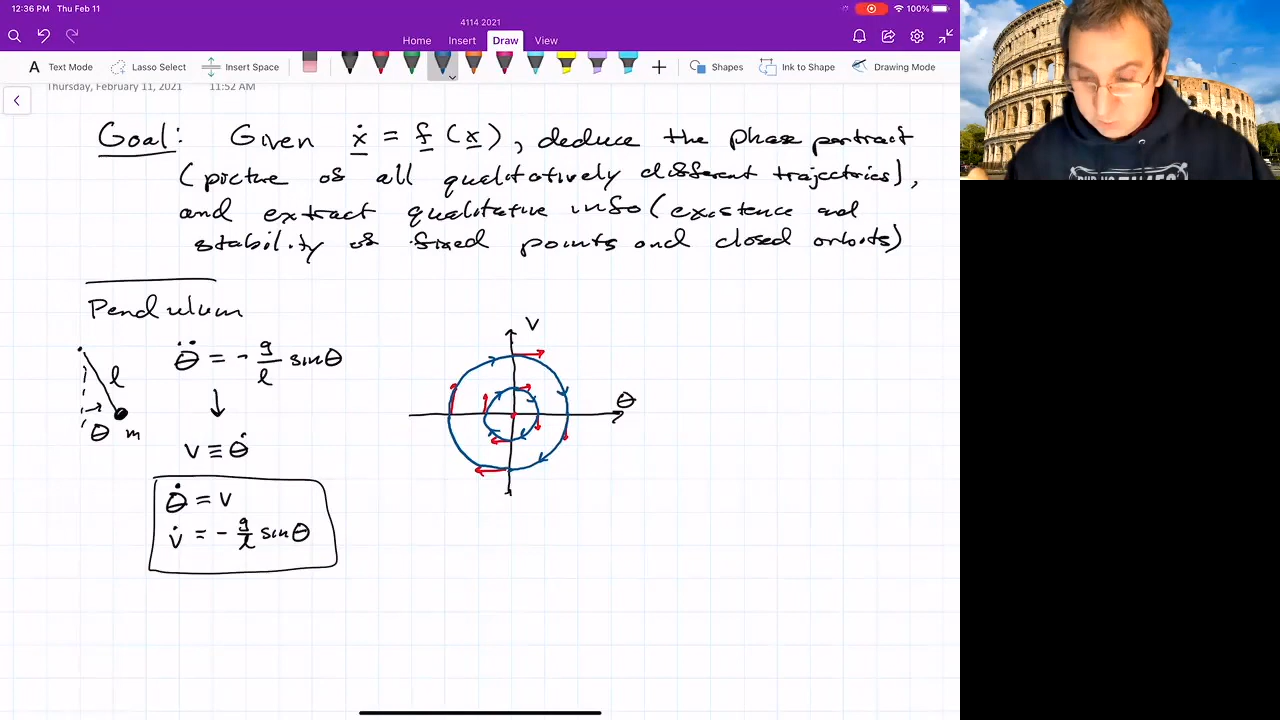 12:36 PM Thu Feb 11
100%
4114 2021
Home Insert Draw View
Text Mode Lasso Select Insert Space Shapes Ink to Shape Drawing Mode
Thursday, February 11, 2021 11:52 AM
Goal: Given ẋ = f (x), deduce the phase portrait
(picture of all qualitatively different trajectories),
and extract qualitative info (existence and
stability of fixed points and closed orbits)
Pendulum
θ̈ = - g/l sinθ
l
θ m
↓
v ≡ θ̇
θ̇ = v
v̇ = - g/l sinθ
V
θ